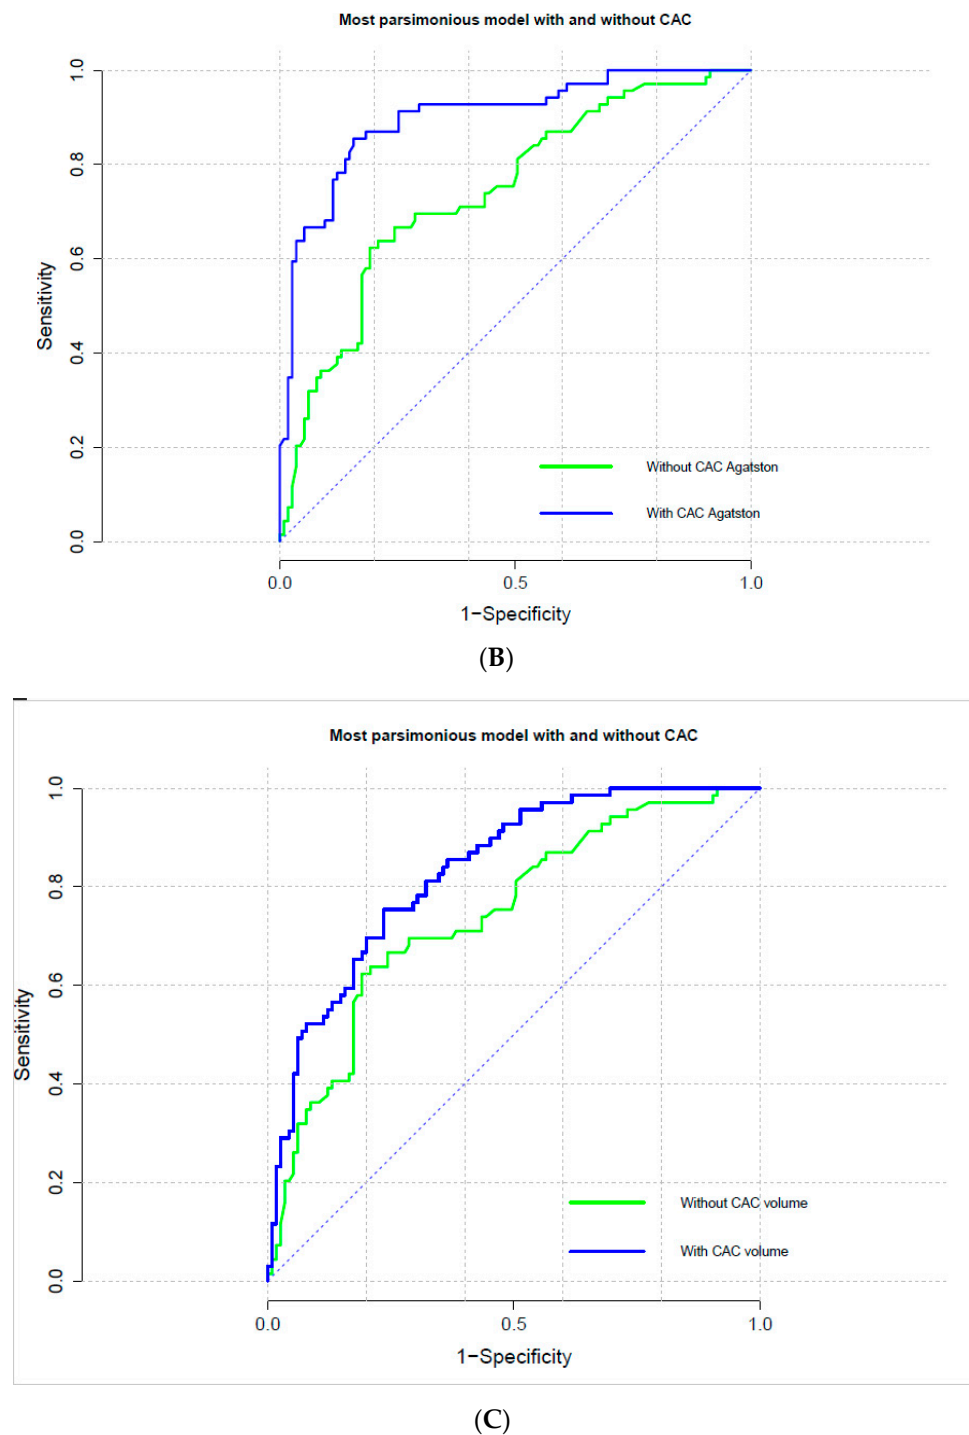 Most parsimonious model with and without CAC
1.0
0.8
0.6
0.4
0.2
0.0
Sensitivity
Without CAC Agatston
With CAC Agatston
0.0 0.5 1.0
1−Specificity
(B)
Most parsimonious model with and without CAC
1.0
0.8
0.6
0.4
0.2
0.0
Sensitivity
Without CAC volume
With CAC volume
0.0 0.5 1.0
1−Specificity
(C)